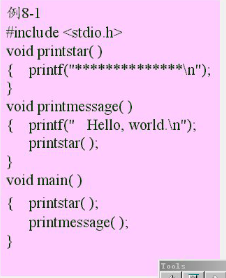 例8-1
#include <stdio.h>
void printstar( )
{ printf("**************\n");
}
void printmessage( )
{ printf(" Hello, world.\n");
printstar( );
}
void main( )
{ printstar( );
printmessage( );
}
Tools